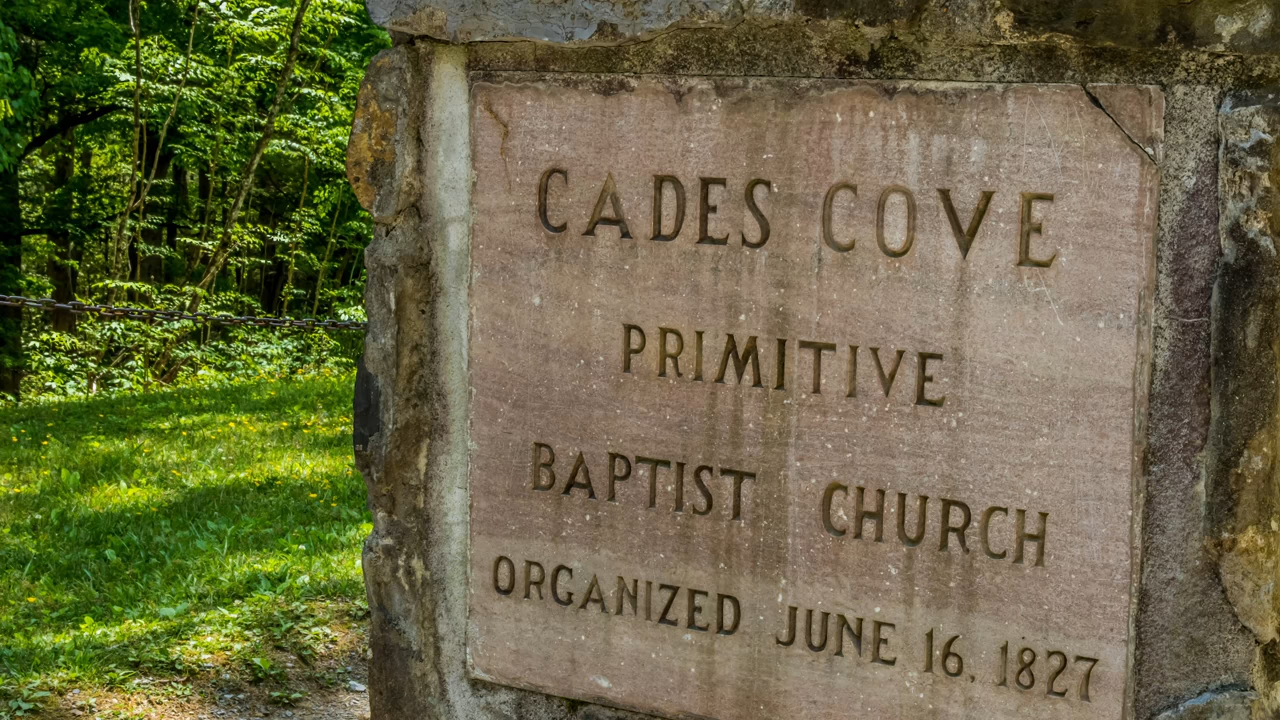 CADES COVE
PRIMITIVE
BAPTIST CHURCH
ORGANIZED JUNE 16, 1827